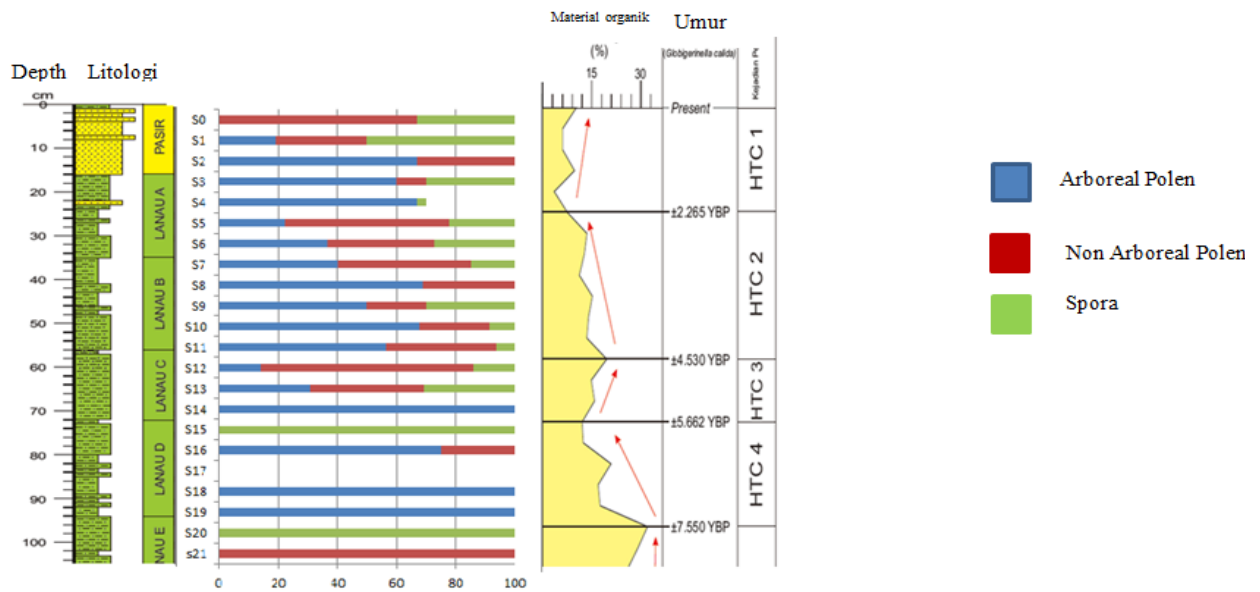 Material organik
Umur
(%)
(Globigerinella calida)
15
30
Depth
Litologi
cm
0
10
20
30
40
50
60
70
80
90
100
PASIR
LANAU A
LANAU B
LANAU C
LANAU D
NAU E
S0
S1
S2
S3
S4
S5
S6
S7
S8
S9
S10
S11
S12
S13
S14
S15
S16
S17
S18
S19
S20
s21
0
20
40
60
80
100
Present
±2.265 YBP
±4.530 YBP
±5.662 YBP
±7.550 YBP
Kejadian Pe
HTC 1
HTC 2
HTC 3
HTC 4
Arboreal Polen
Non Arboreal Polen
Spora